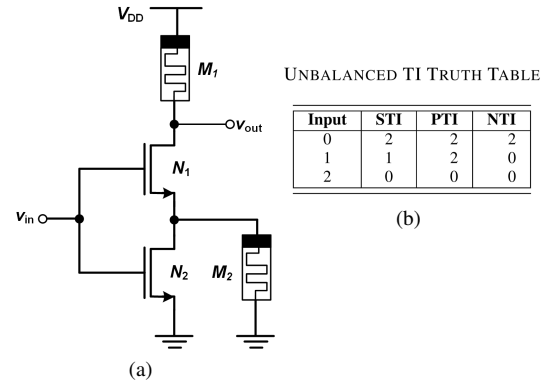 VDD
M1
vout
N1
vin
N2
M2
(a)
UNBALANCED TI TRUTH TABLE
Input STI PTI NTI
0 2 2 2
1 1 2 0
2 0 0 0
(b)